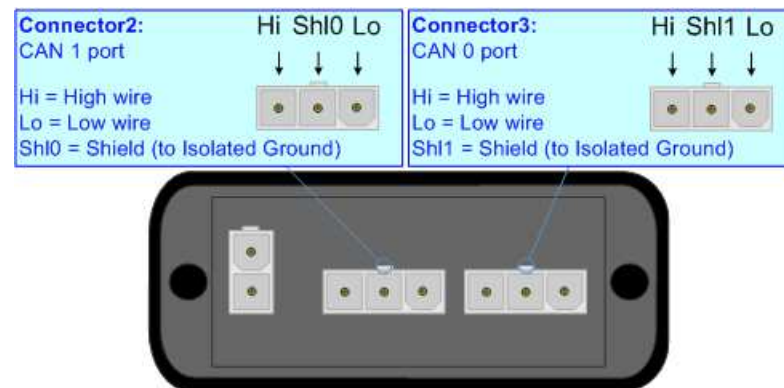 Connector2:
Hi Shl0 Lo
CAN 1 port
Hi = High wire
Lo = Low wire
Shl0 = Shield (to Isolated Ground)
Connector3:
Hi Shl1 Lo
CAN 0 port
Hi = High wire
Lo = Low wire
Shl1 = Shield (to Isolated Ground)